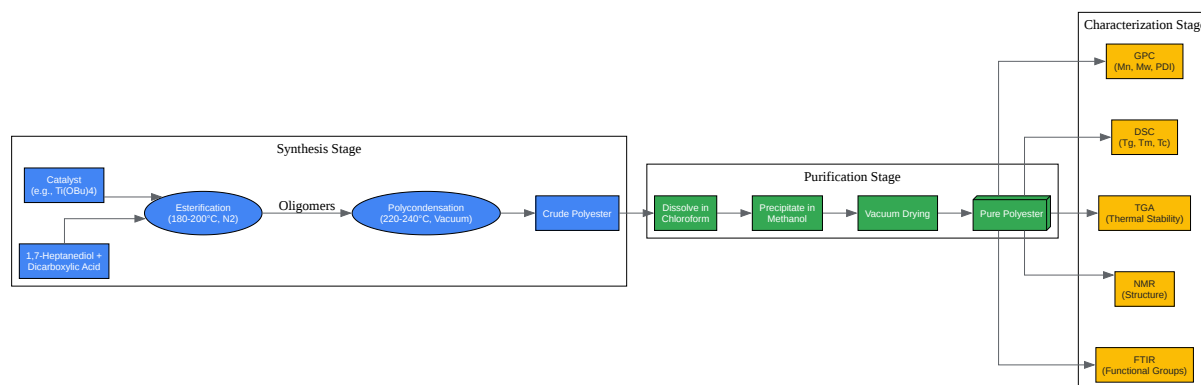 Characterization Stage
GPC
(Mn, Mw, PDI)
DSC
(Tg, Tm, Tc)
Synthesis Stage
Purification Stage
Catalyst
(e.g., Ti(OBu)4)
Esterification
(180-200°C, N2)
Oligomers
Polycondensation
(220-240°C, Vacuum)
Crude Polyester
Dissolve in
Chloroform
Precipitate in
Methanol
Vacuum Drying
Pure Polyester
TGA
(Thermal Stability)
1,7-Heptanediol +
Dicarboxylic Acid
NMR
(Structure)
FTIR
(Functional Groups)